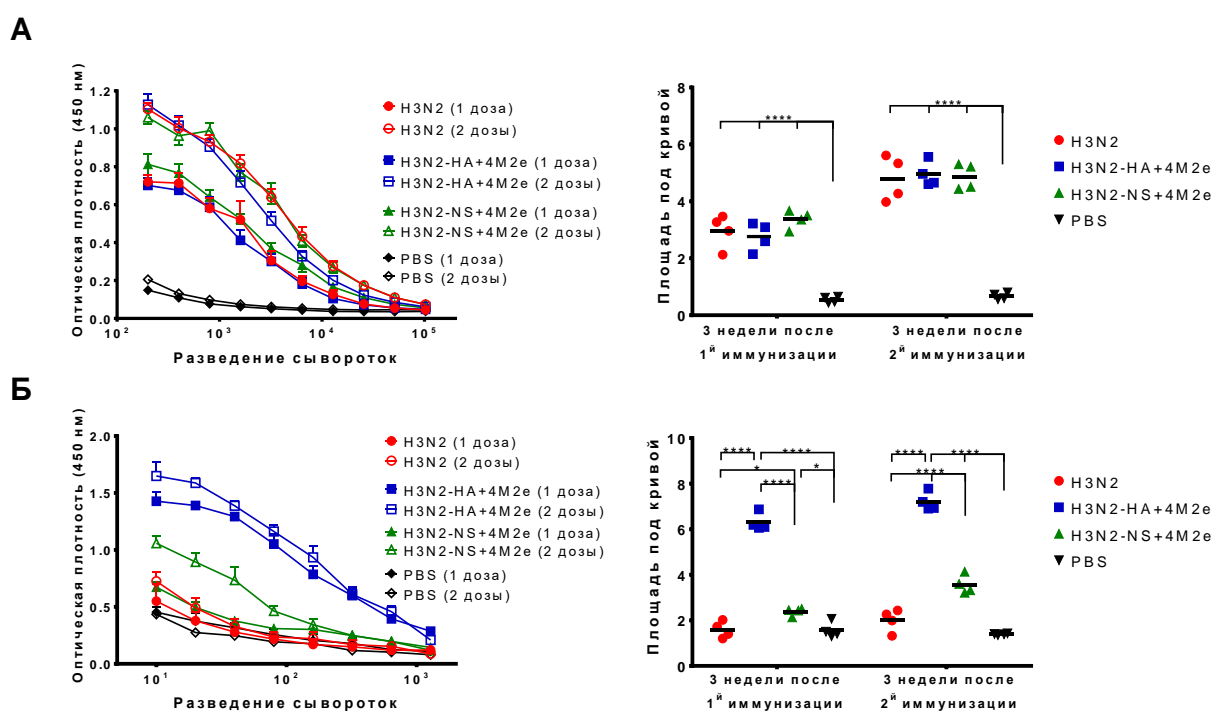 А
Оптическая плотность (450 нм)
1.2
1.0
0.8
0.6
0.4
0.2
0.0
10²
10³
10⁴
10⁵
Разведение сывороток
H3N2 (1 доза)
H3N2 (2 дозы)
H3N2-HA+4M2e (1 доза)
H3N2-HA+4M2e (2 дозы)
H3N2-NS+4M2e (1 доза)
H3N2-NS+4M2e (2 дозы)
PBS (1 доза)
PBS (2 дозы)
Площадь под кривой
8
6
4
2
0
****
****
3 недели после
1й иммунизации
3 недели после
2й иммунизации
H3N2
H3N2-HA+4M2e
H3N2-NS+4M2e
PBS
Б
Оптическая плотность (450 нм)
2.0
1.5
1.0
0.5
0.0
10¹
10²
10³
Разведение сывороток
H3N2 (1 доза)
H3N2 (2 дозы)
H3N2-HA+4M2e (1 доза)
H3N2-HA+4M2e (2 дозы)
H3N2-NS+4M2e (1 доза)
H3N2-NS+4M2e (2 дозы)
PBS (1 доза)
PBS (2 дозы)
Площадь под кривой
10
8
6
4
2
0
**** ****
* *
****
**** ****
****
3 недели после
1й иммунизации
3 недели после
2й иммунизации
H3N2
H3N2-HA+4M2e
H3N2-NS+4M2e
PBS